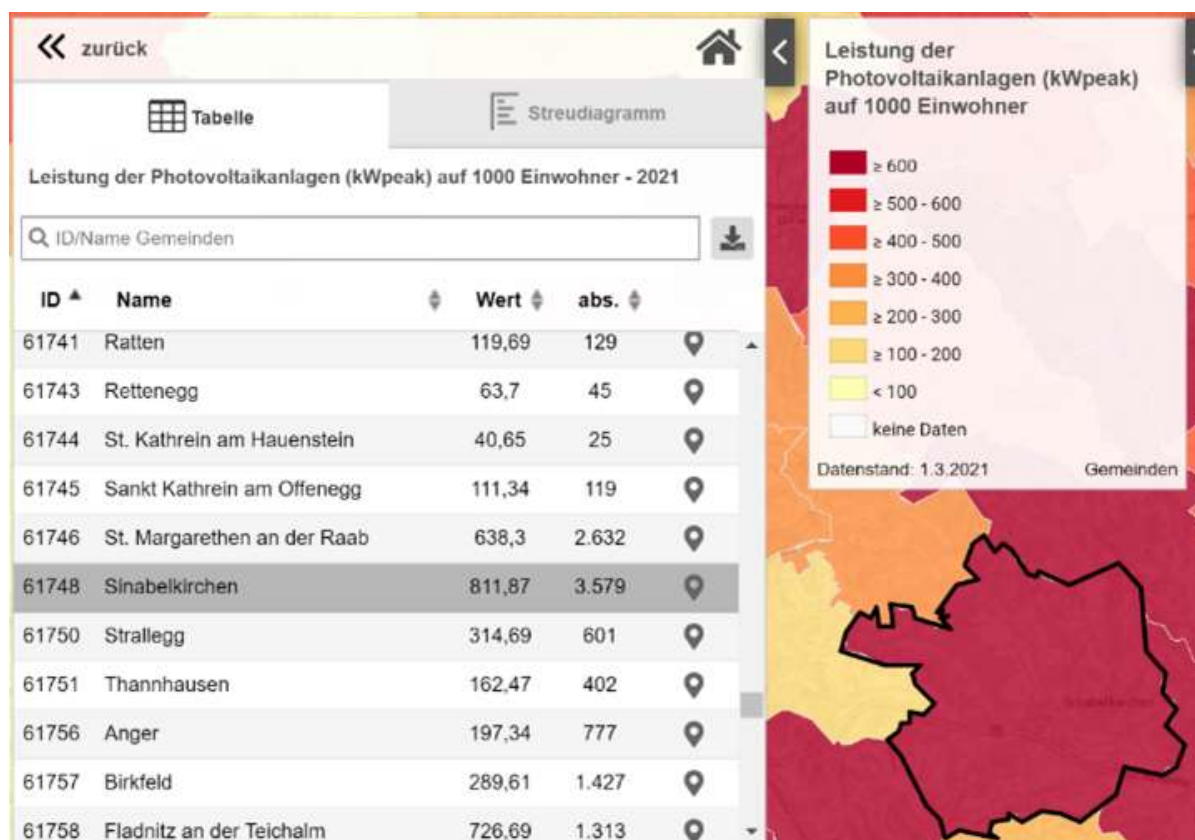 zurück
Tabelle
Streudiagramm
Leistung der Photovoltaikanlagen (kWpeak) auf 1000 Einwohner - 2021
ID/Name Gemeinden
ID Name Wert abs.
61741 Ratten 119,69 129
61743 Rettenegg 63,7 45
61744 St. Kathrein am Hauenstein 40,65 25
61745 Sankt Kathrein am Offenegg 111,34 119
61746 St. Margarethen an der Raab 638,3 2.632
61748 Sinabelkirchen 811,87 3.579
61750 Strallegg 314,69 601
61751 Thannhausen 162,47 402
61756 Anger 197,34 777
61757 Birkfeld 289,61 1.427
61758 Fladnitz an der Teichalm 726,69 1.313
Leistung der
Photovoltaikanlagen (kWpeak)
auf 1000 Einwohner
≥ 600
≥ 500 - 600
≥ 400 - 500
≥ 300 - 400
≥ 200 - 300
≥ 100 - 200
< 100
keine Daten
Datenstand: 1.3.2021 Gemeinden
Sinabelkirchen